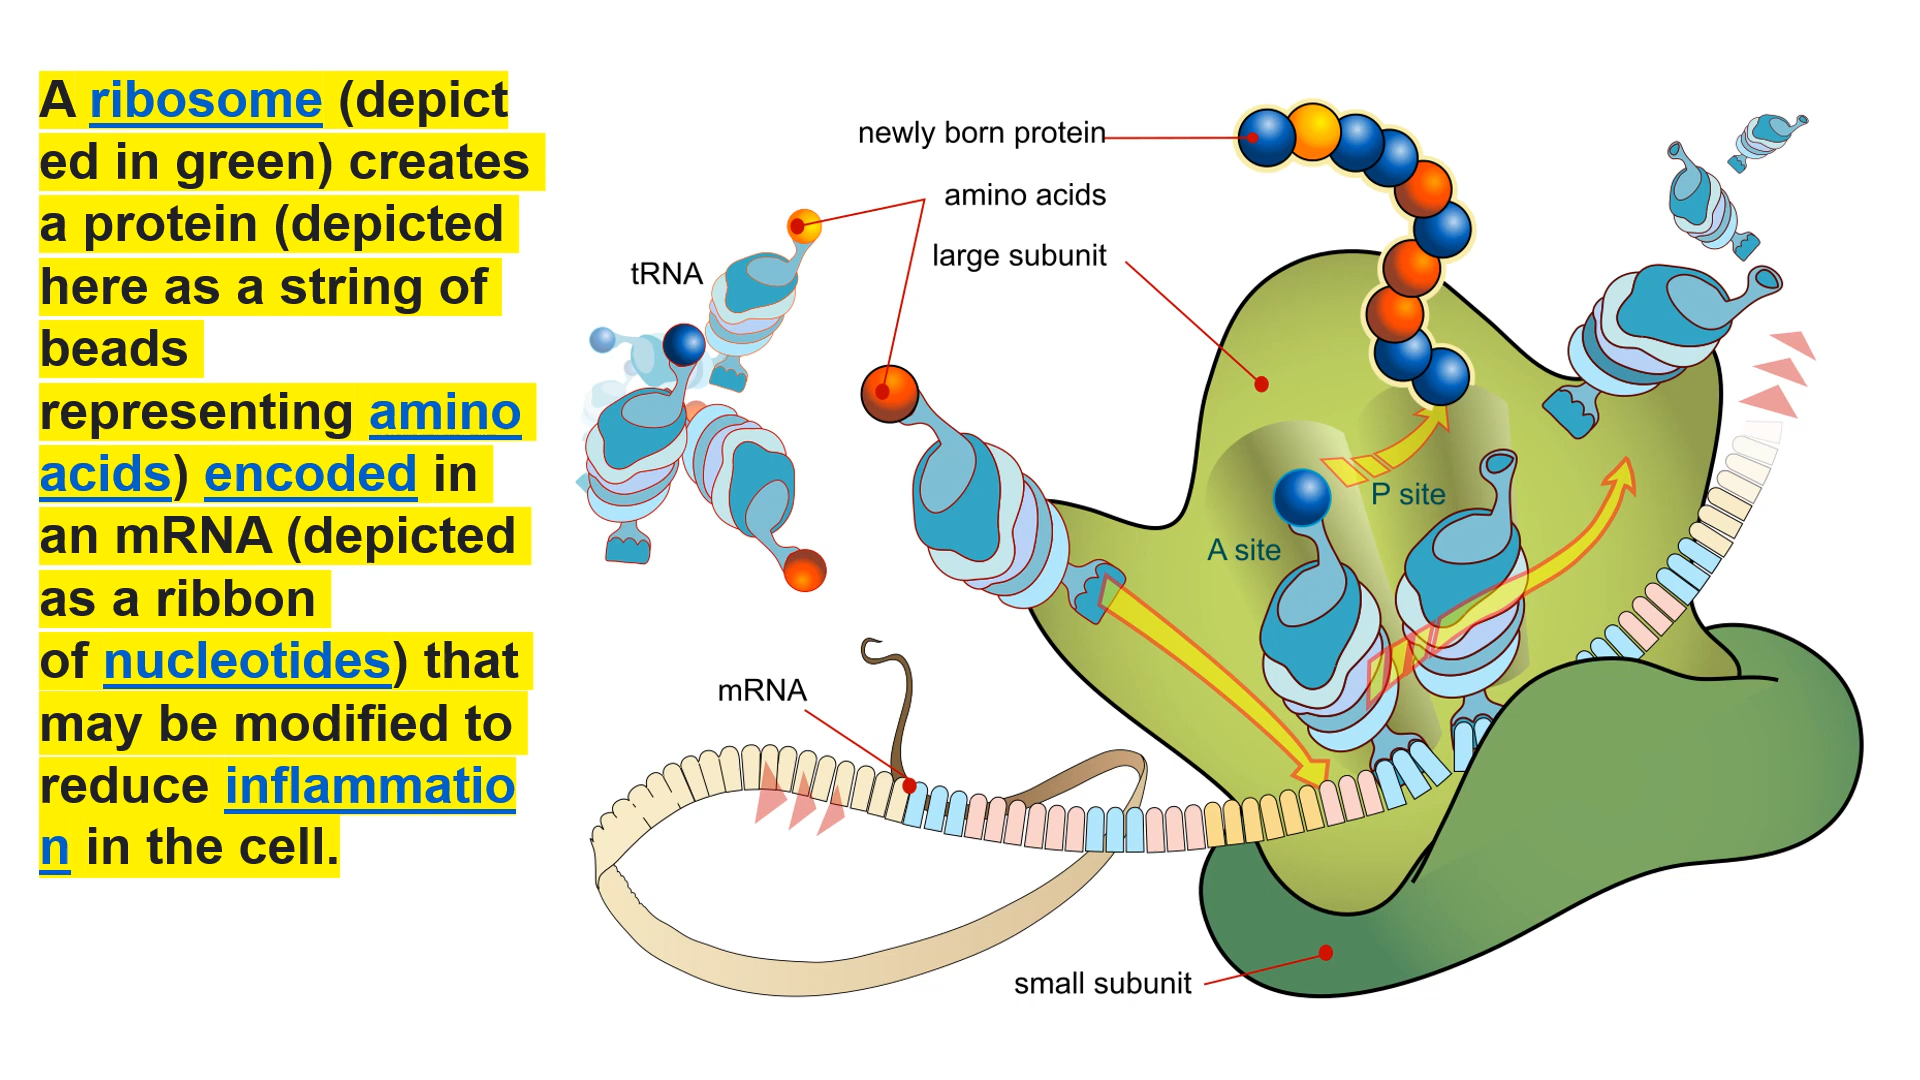 A ribosome (depict
ed in green) creates
a protein (depicted
here as a string of
beads
representing amino
acids) encoded in
an mRNA (depicted
as a ribbon
of nucleotides) that
may be modified to
reduce inflammatio
n in the cell.
newly born protein
amino acids
large subunit
tRNA
P site
A site
mRNA
small subunit